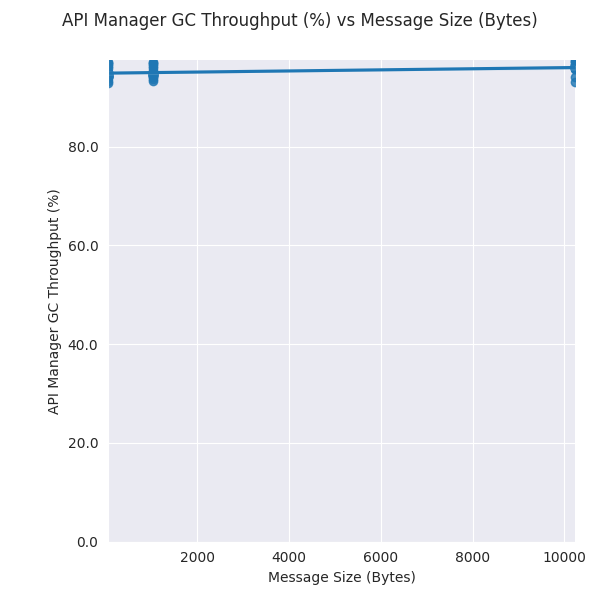 API Manager GC Throughput (%) vs Message Size (Bytes)
80.0
60.0
40.0
20.0
0.0
API Manager GC Throughput (%)
2000 4000 6000 8000 10000
Message Size (Bytes)